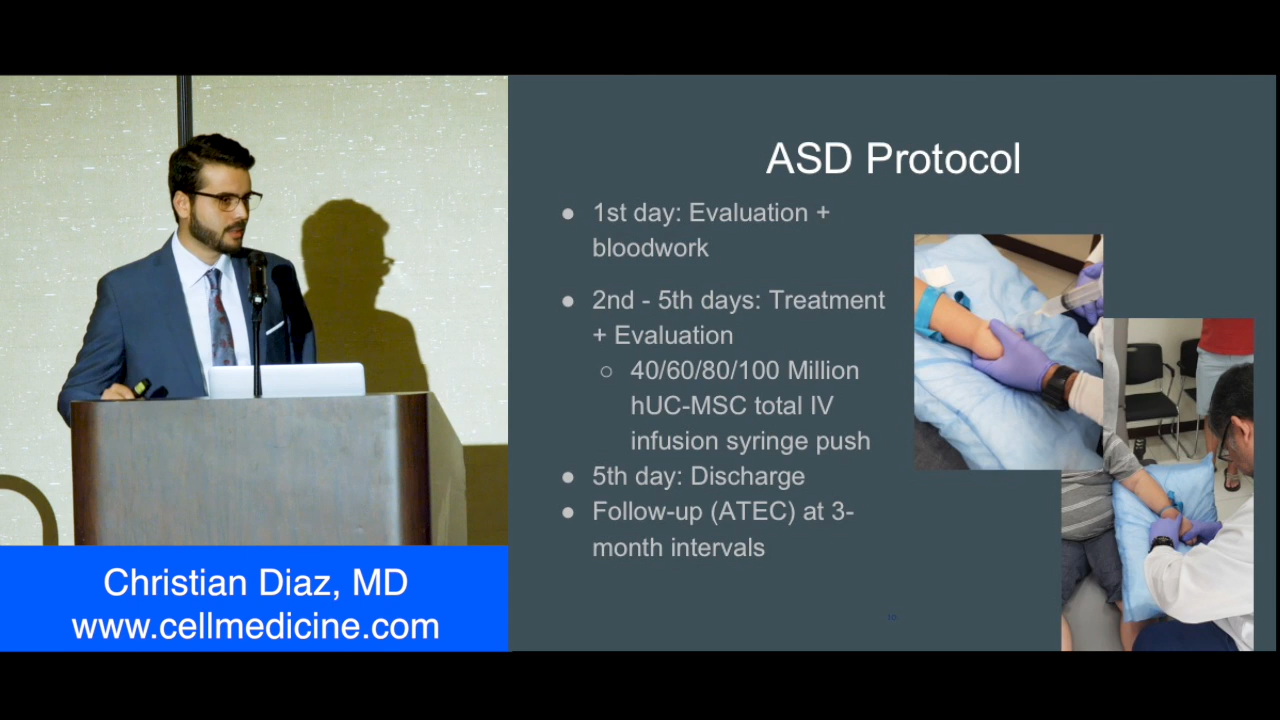 ASD Protocol
● 1st day: Evaluation +
bloodwork
● 2nd - 5th days: Treatment
+ Evaluation
○ 40/60/80/100 Million
hUC-MSC total IV
infusion syringe push
● 5th day: Discharge
● Follow-up (ATEC) at 3-
month intervals
10
Christian Diaz, MD
www.cellmedicine.com